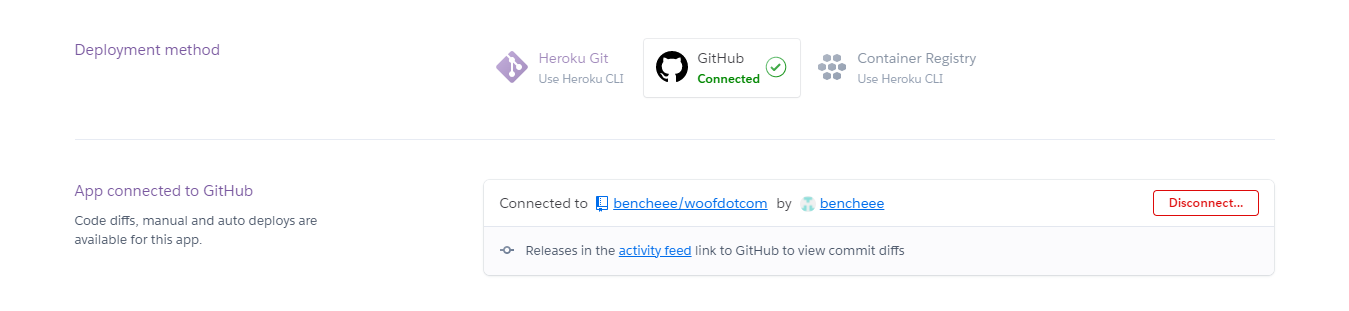 Deployment method
Heroku Git
Use Heroku CLI
GitHub
Connected
Container Registry
Use Heroku CLI
App connected to GitHub
Code diffs, manual and auto deploys are
available for this app.
Connected to bencheee/woofdotcom by bencheee
Disconnect...
Releases in the activity feed link to GitHub to view commit diffs